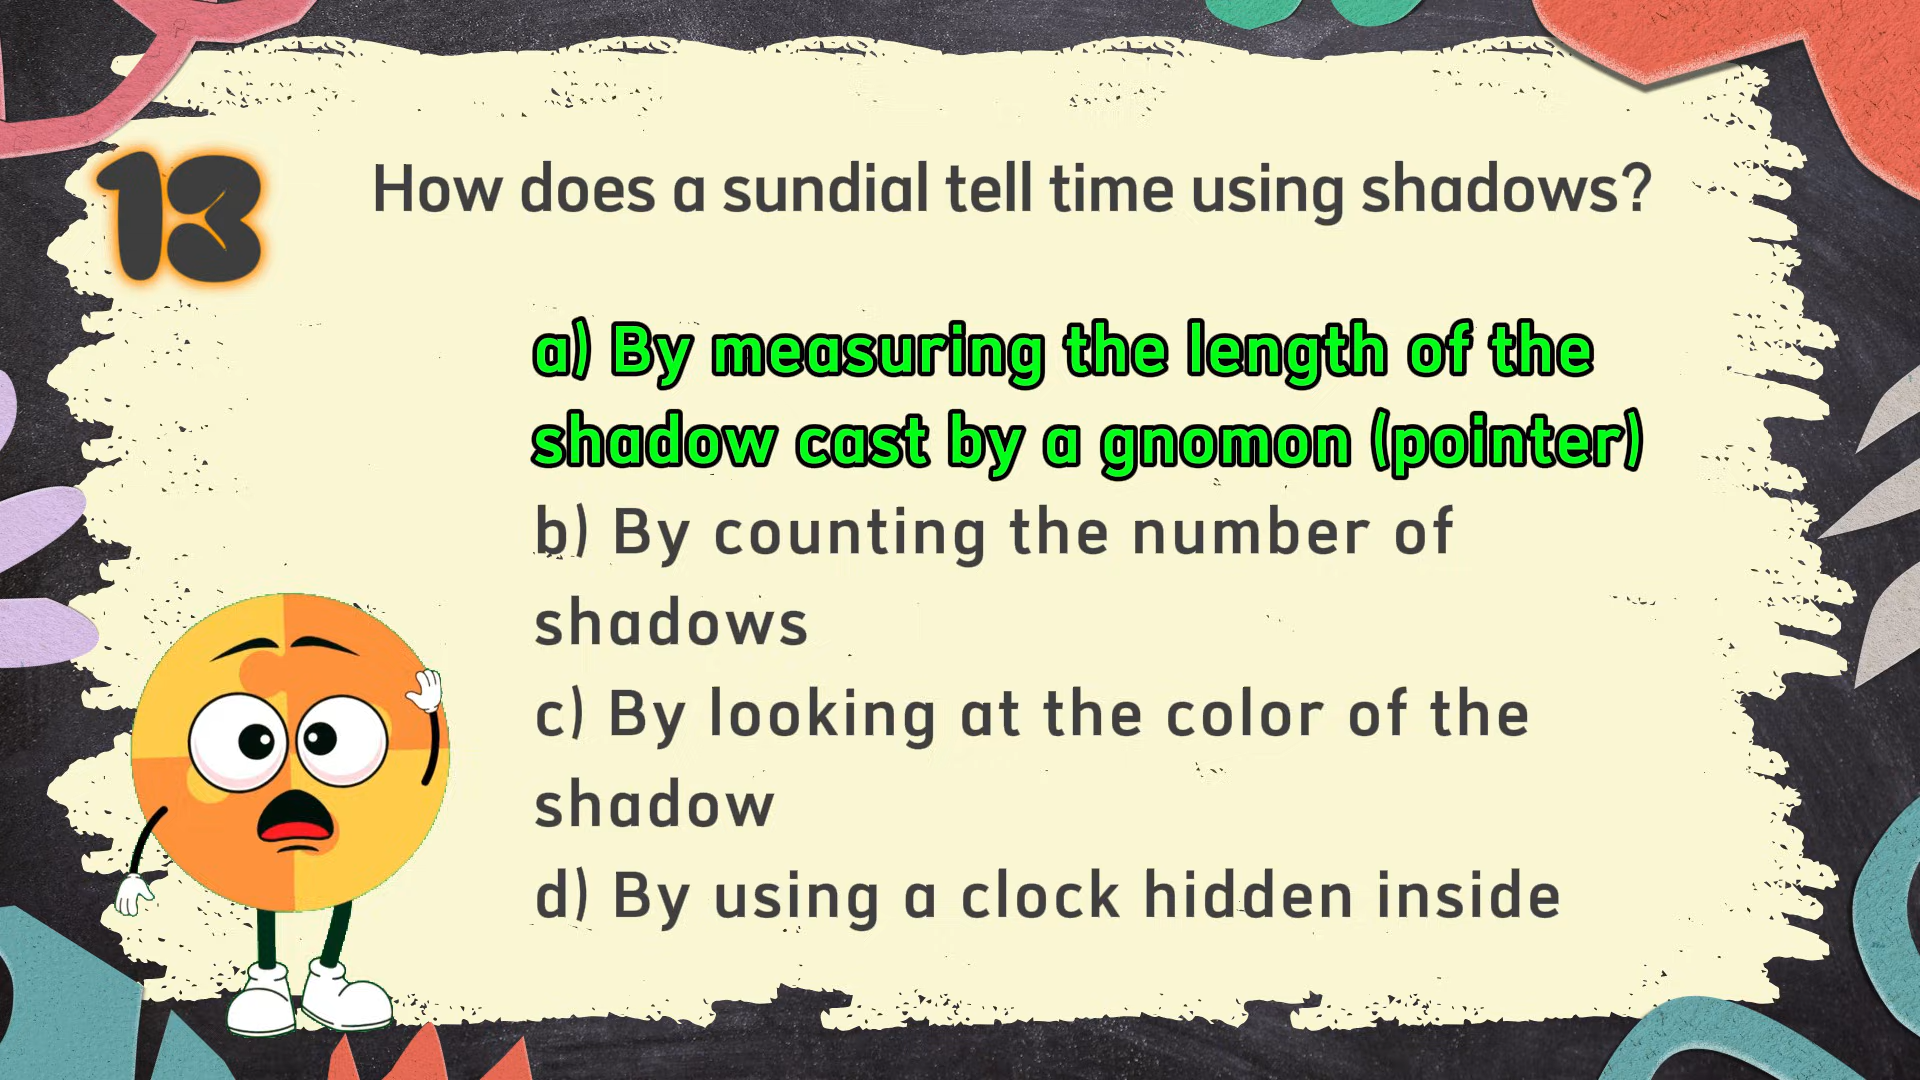 13
How does a sundial tell time using shadows?
a) By measuring the length of the
shadow cast by a gnomon (pointer)
b) By counting the number of
shadows
c) By looking at the color of the
shadow
d) By using a clock hidden inside